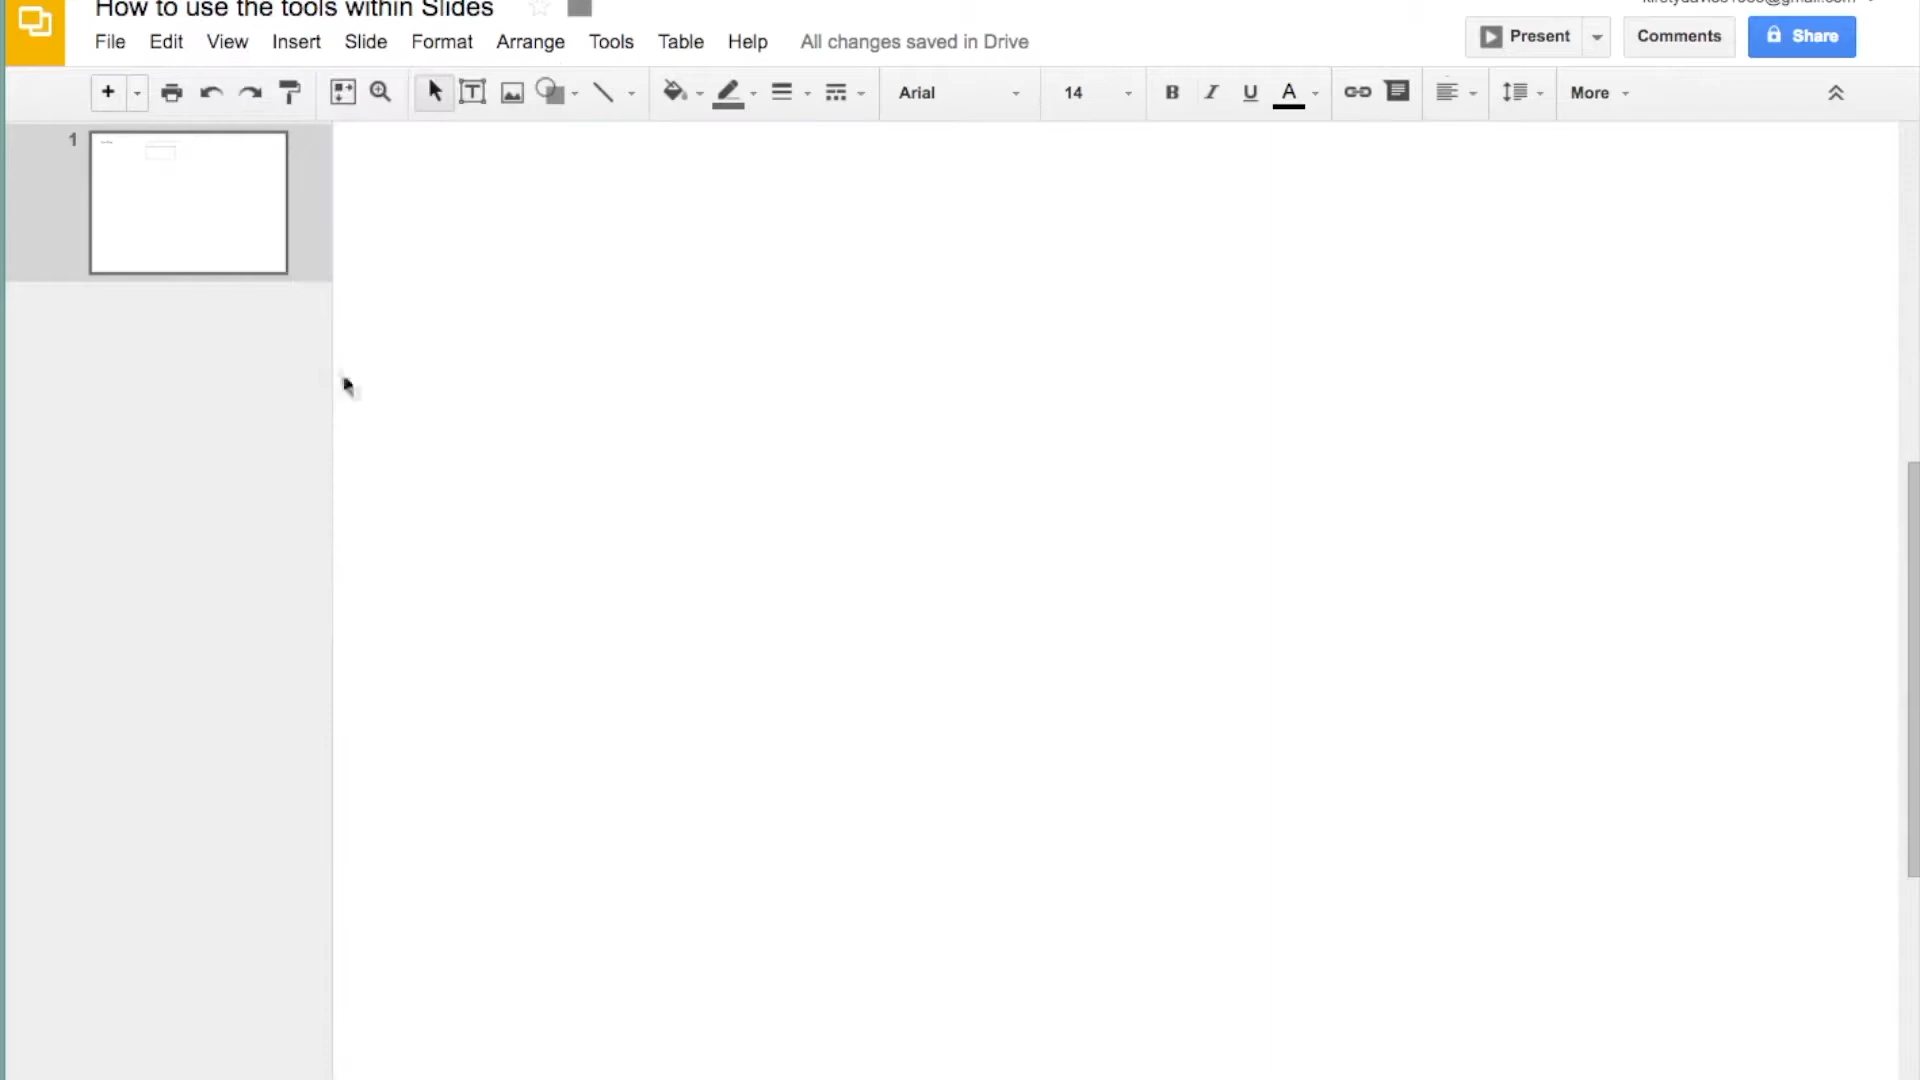 How to use the tools within Slides
File Edit View Insert Slide Format Arrange Tools Table Help All changes saved in Drive
Present Comments Share
Arial 14 B I U A More
1